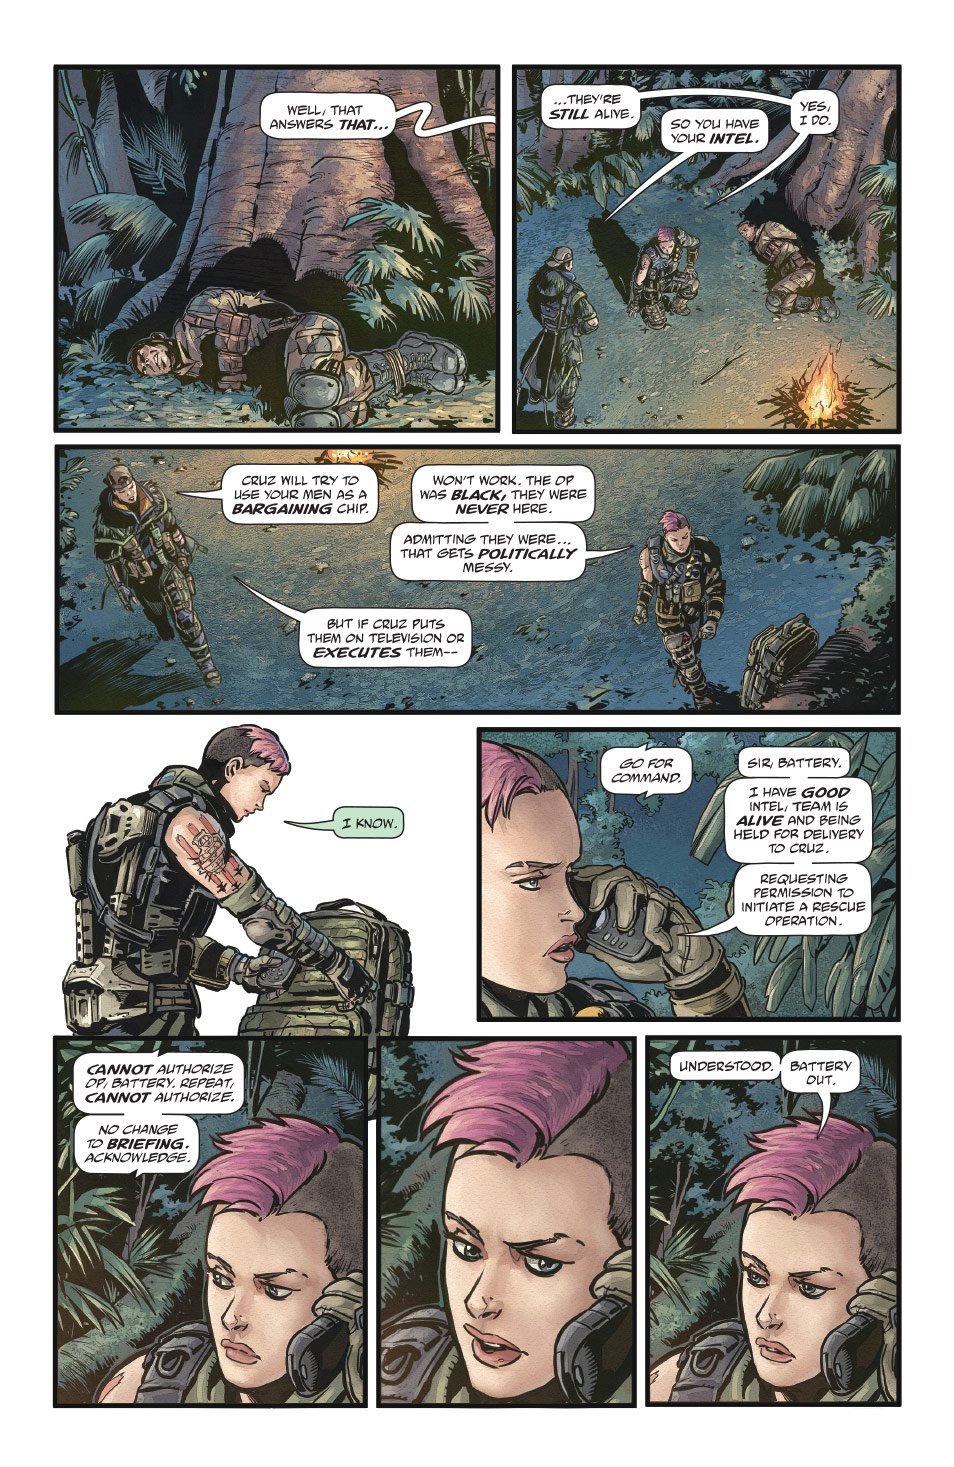 WELL, THAT
ANSWERS THAT...
...THEY'RE
STILL ALIVE.
SO YOU HAVE
YOUR INTEL.
YES,
I DO.
CRUZ WILL TRY TO
USE YOUR MEN AS A
BARGAINING CHIP.
WON'T WORK. THE OP
WAS BLACK, THEY WERE
NEVER HERE.
ADMITTING THEY WERE...
THAT GETS POLITICALLY
MESSY.
BUT IF CRUZ PUTS
THEM ON TELEVISION OR
EXECUTES THEM--
I KNOW.
GO FOR
COMMAND.
SIR, BATTERY.
I HAVE GOOD
INTEL, TEAM IS
ALIVE AND BEING
HELD FOR DELIVERY
TO CRUZ.
REQUESTING
PERMISSION TO
INITIATE A RESCUE
OPERATION.
CANNOT AUTHORIZE
OP, BATTERY. REPEAT,
CANNOT AUTHORIZE.
NO CHANGE
TO BRIEFING.
ACKNOWLEDGE.
UNDERSTOOD.
BATTERY
OUT.